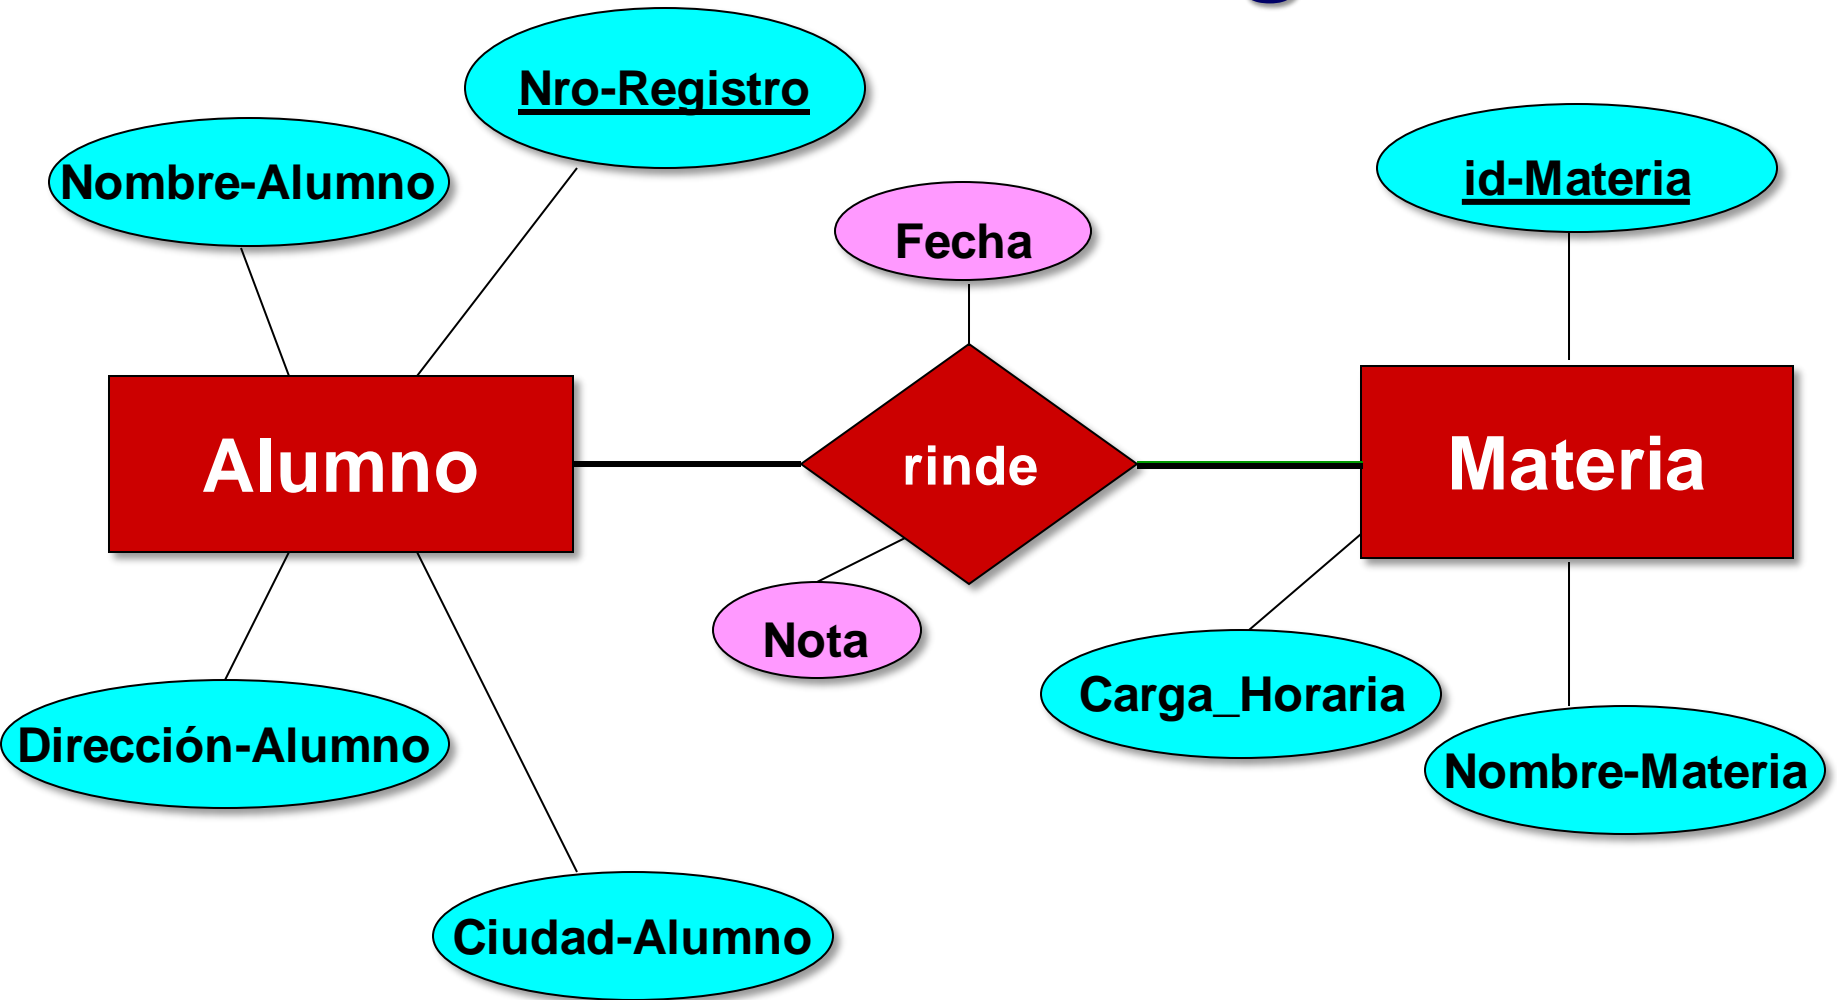 Nro-Registro
Nombre-Alumno
id-Materia
Fecha
Alumno
rinde
Materia
Nota
Carga_Horaria
Dirección-Alumno
Nombre-Materia
Ciudad-Alumno